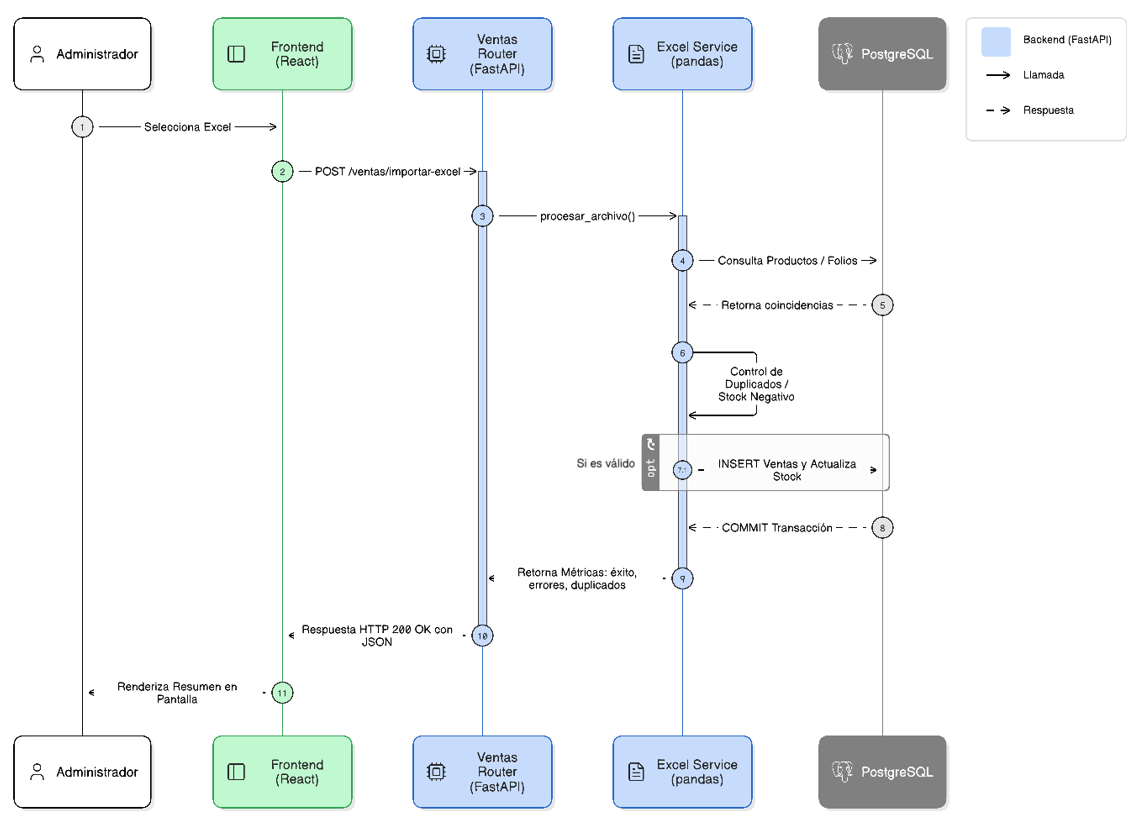 Administrador
Frontend
(React)
Ventas
Router
(FastAPI)
Excel Service
(pandas)
PostgreSQL
Backend (FastAPI)
Llamada
Respuesta
1
Selecciona Excel
2
POST /ventas/importar-excel
3
procesar_archivo()
4
Consulta Productos / Folios
Retorna coincidencias
5
6
Control de
Duplicados /
Stock Negativo
opt
Si es válido
7.1
INSERT Ventas y Actualiza
Stock
COMMIT Transacción
8
Retorna Métricas: éxito,
errores, duplicados
9
Respuesta HTTP 200 OK con
JSON
10
Renderiza Resumen en
Pantalla
11
Administrador
Frontend
(React)
Ventas
Router
(FastAPI)
Excel Service
(pandas)
PostgreSQL